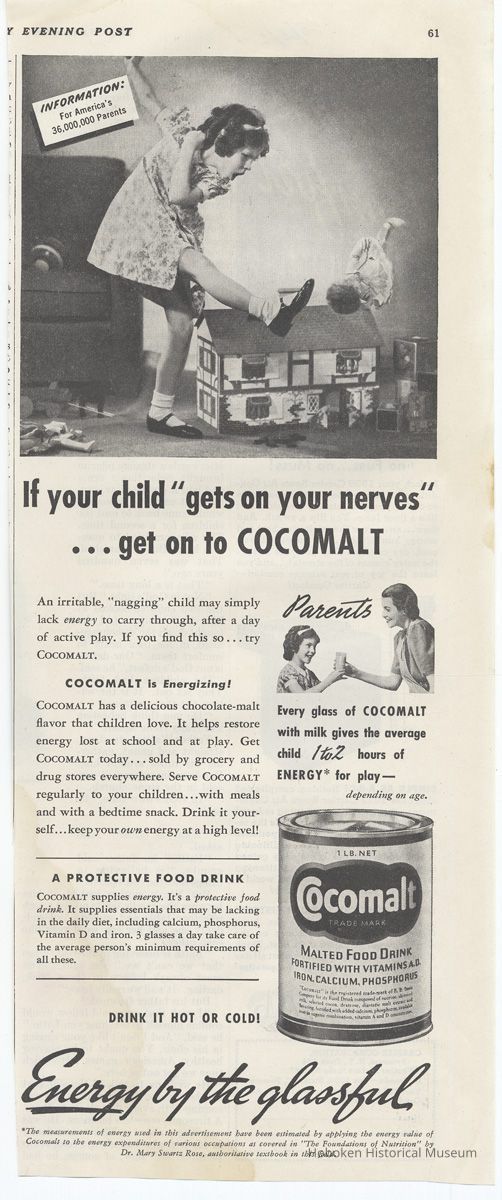 Y EVENING POST
61
INFORMATION:
For America's
36,000,000 Parents
If your child "gets on your nerves"
... get on to COCOMALT
An irritable, "nagging" child may simply
lack energy to carry through, after a day
of active play. If you find this so...try
COCOMALT.
COCOMALT is Energizing!
COCOMALT has a delicious chocolate-malt
flavor that children love. It helps restore
energy lost at school and at play. Get
COCOMALT today...sold by grocery and
drug stores everywhere. Serve COCOMALT
regularly to your children...with meals
and with a bedtime snack. Drink it your-
self...keep your own energy at a high level!
A PROTECTIVE FOOD DRINK
COCOMALT supplies energy. It's a protective food
drink. It supplies essentials that may be lacking
in the daily diet, including calcium, phosphorus,
Vitamin D and iron. 3 glasses a day take care of
the average person's minimum requirements of
all these.
DRINK IT HOT OR COLD!
Parents
Every glass of COCOMALT
with milk gives the average
child 1 to 2 hours of
ENERGY* for play—
depending on age.
1 LB. NET
Cocomalt
TRADE MARK
MALTED FOOD DRINK
FORTIFIED WITH VITAMINS A.D.
IRON, CALCIUM, PHOSPHORUS
"Cocomalt" is the registered trade-mark of R. B. Davis
Energy by the glassful
*The measurements of energy used in this advertisement have been estimated by applying the energy value of
Cocomalt to the energy expenditures of various occupations as covered in "The Foundations of Nutrition" by
Dr. Mary Swartz Rose, authoritative textbook in this
Hoboken Historical Museum